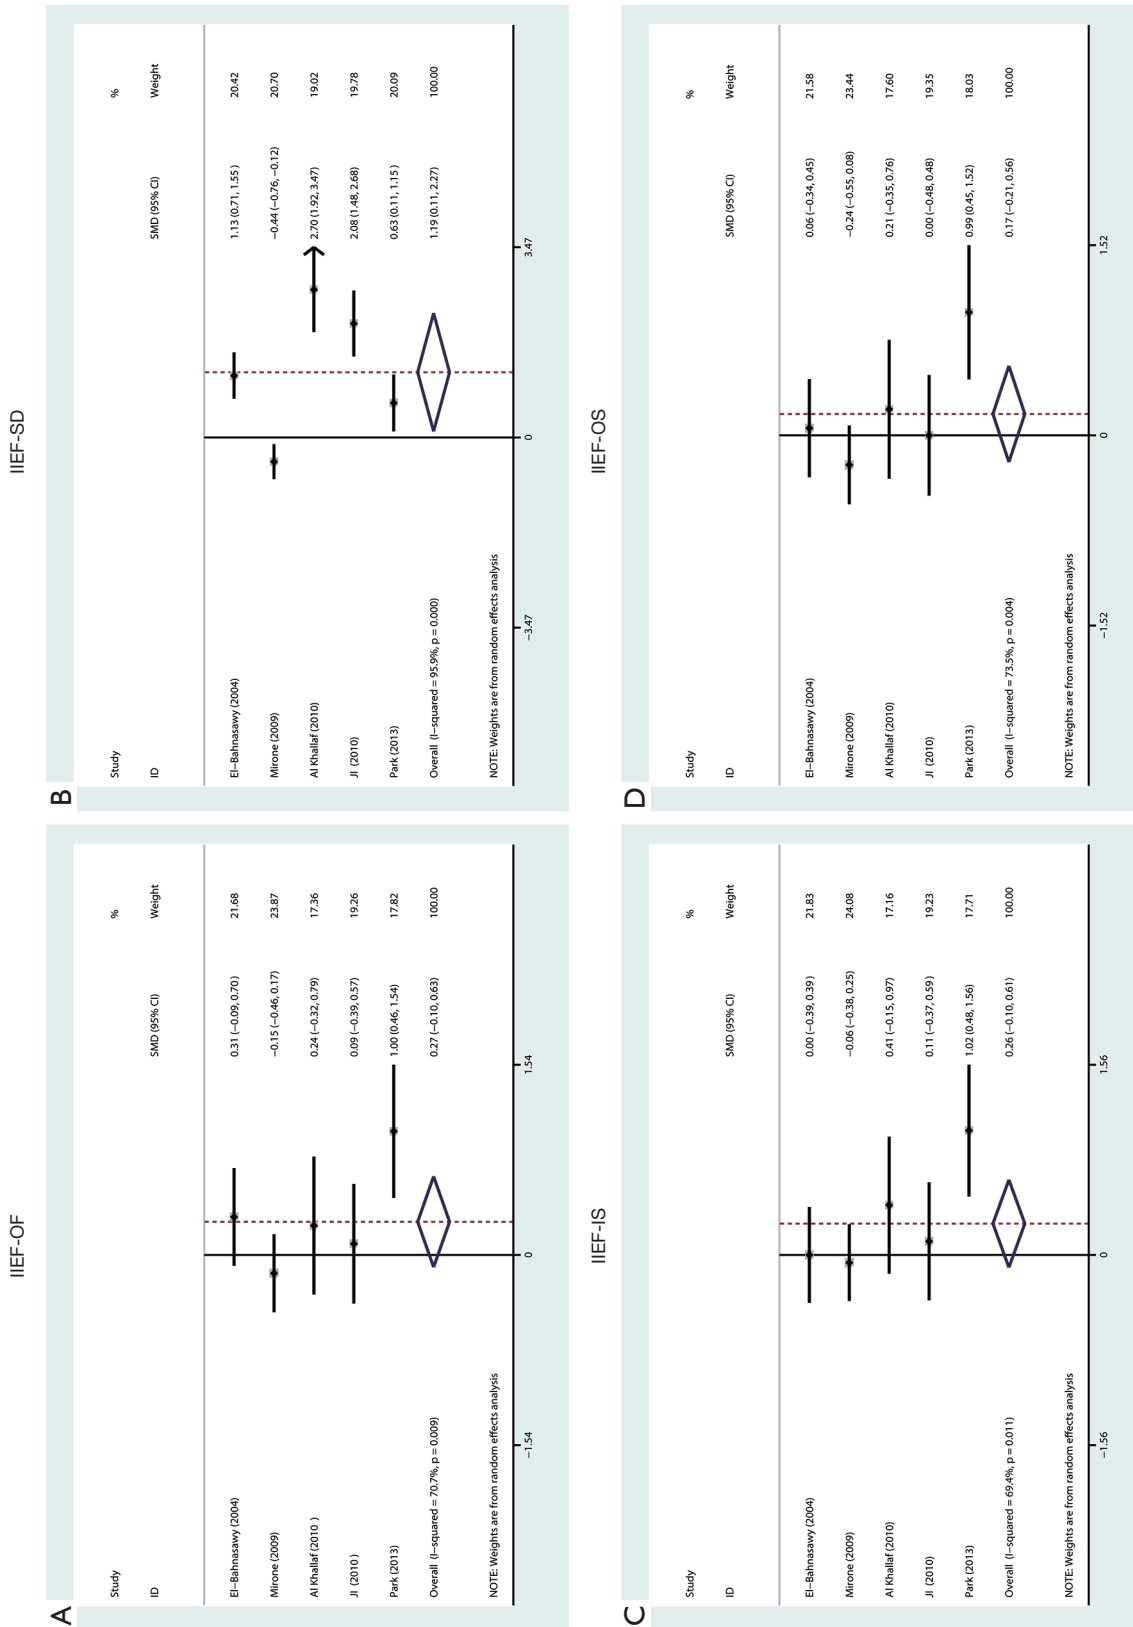 IIEF-OF
A
Study % 
ID SMD (95% CI) Weight
El−Bahnasawy (2004) 0.31 (−0.09, 0.70 ) 21.68
Mirone (2009) −0.15 (−0.46, 0.17) 23.87
Al Khallaf (2010 ) 0.24 (−0.32, 0.79) 17.36
JI (2010 ) 0.09 (−0.39, 0.57) 19.26
Park (2013) 1.00 (0.46, 1.54) 17.82
Overall (I−squared = 70.7%, p = 0.009) 0.27 (−0.10, 0.63) 100.00
NOTE: Weights are from random effects analysis
−1.54 0 1.54
IIEF-SD
B
Study %
ID SMD (95% CI) Weight
El−Bahnasawy (2004) 1.13 (0.71, 1.55 ) 20.42
Mirone (2009) −0.44 (−0.76, −0.12) 20.70
Al Khallaf (2010) 2.70 (1.92, 3.47) 19.02
JI (2010) 2.08 (1.48, 2.68) 19.78
Park (2013) 0.63 (0.11, 1.15 ) 20.09
Overall (I−squared = 95.9%, p = 0.000) 1.19 (0.11, 2.27) 100.00
NOTE: Weights are from random effects analysis
−3.47 0 3.47
IIEF-IS
C
Study %
ID SMD (95% CI) Weight
El−Bahnasawy (2004) 0.00 (−0.39, 0.39 ) 21.83
Mirone (2009) −0.06 (−0.38, 0.25) 24.08
Al Khallaf (2010) 0.41 (−0.15, 0.97) 17.16
JI (2010) 0.11 (−0.37, 0.59 ) 19.23
Park (2013) 1.02 (0.48, 1.56) 17.71
Overall (I−squared = 69.4%, p = 0.011) 0.26 (−0.10, 0.61) 100.00
NOTE: Weights are from random effects analysis
−1.56 0 1.56
IIEF-OS
D
Study %
ID SMD (95% CI) Weight
El−Bahnasawy (2004) 0.06 (−0.34, 0.45) 21.58
Mirone (2009) −0.24 (−0.55, 0.08) 23.44
Al Khallaf (2010) 0.21 (−0.35, 0.76) 17.60
JI (2010) 0.00 (−0.48, 0.48) 19.35
Park (2013) 0.99 (0.45, 1.52) 18.03
Overall (I−squared = 73.5%, p = 0.004) 0.17 (−0.21, 0.56) 100.00
NOTE: Weights are from random effects analysis
−1.52 0 1.52